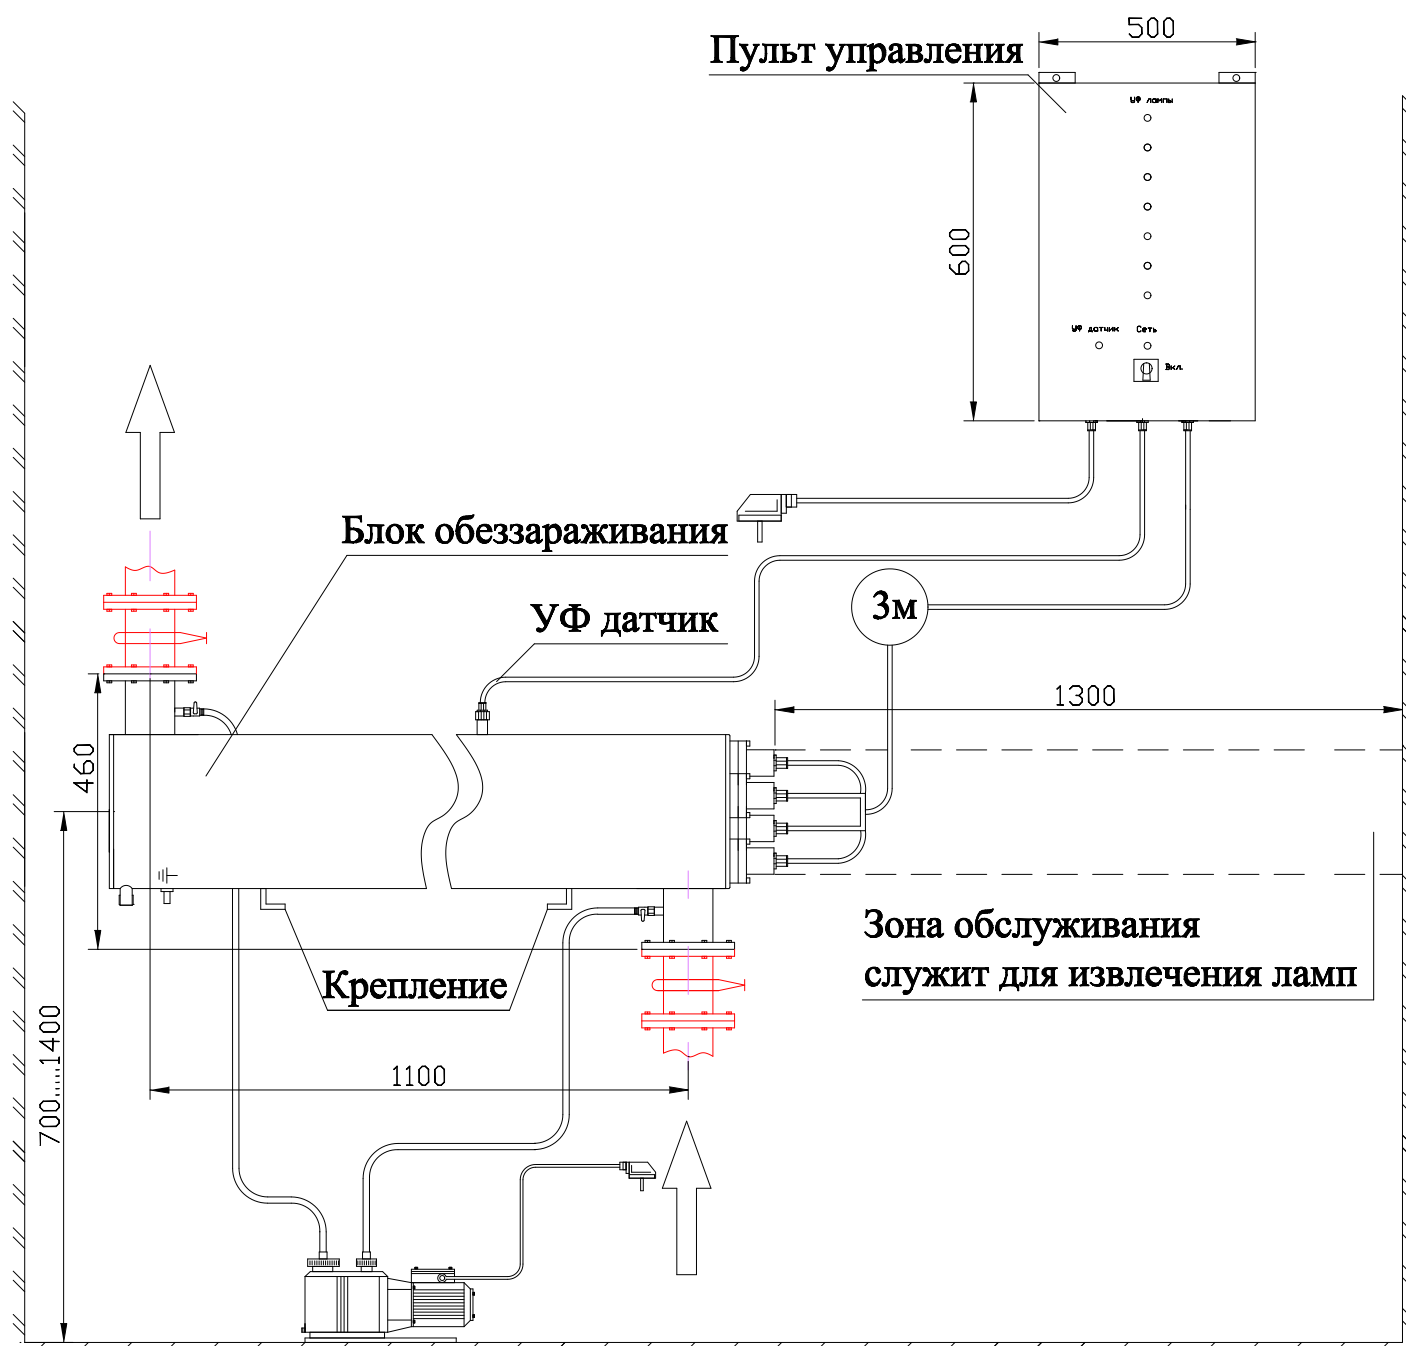 500
Пульт управления
УФ лампы
600
УФ датчик
Сеть
Вкл.
Блок обеззараживания
УФ датчик
3м
1300
460
Зона обслуживания
служит для извлечения ламп
Крепление
700.....1400
1100